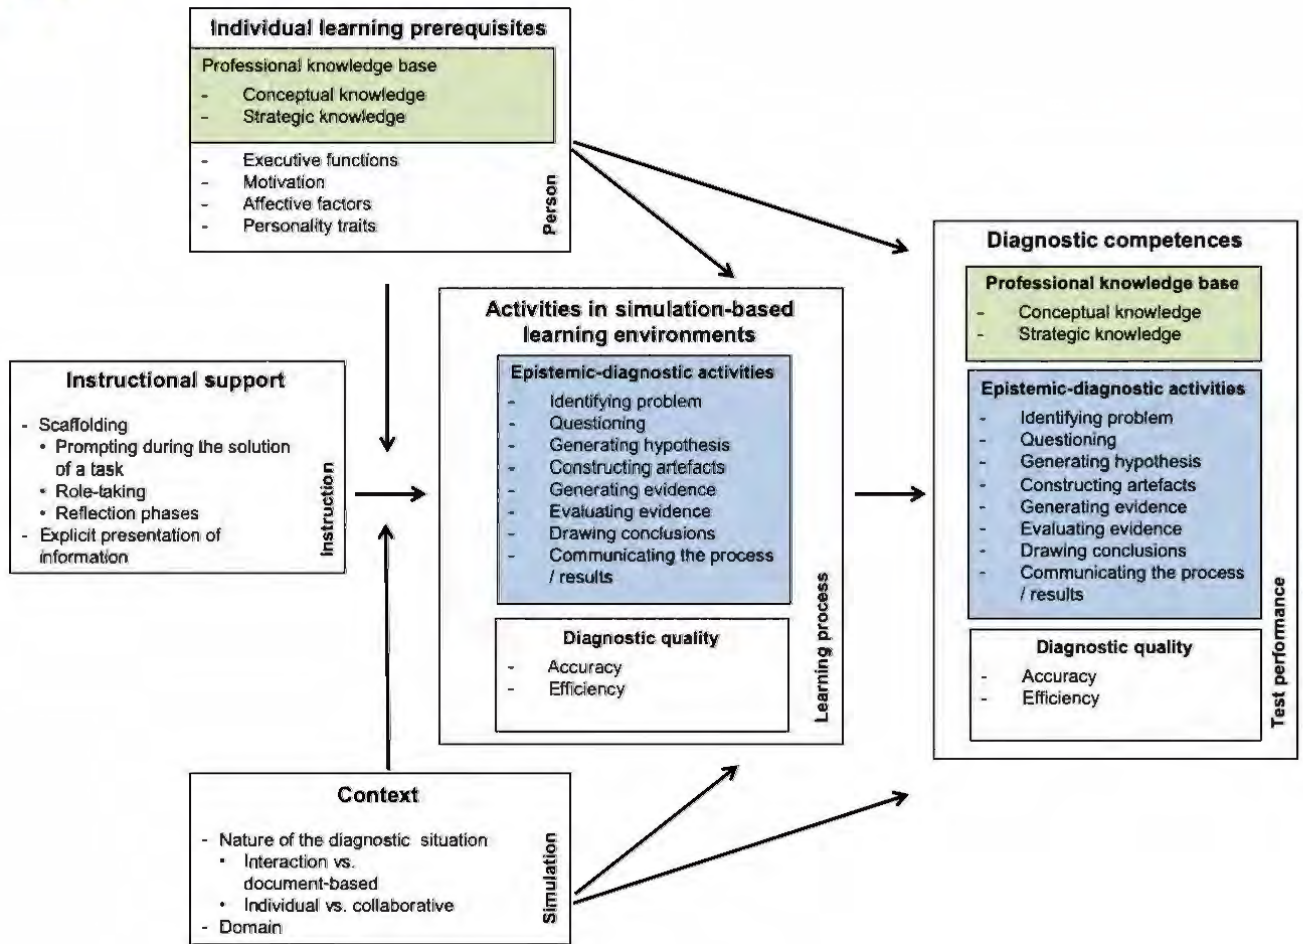 Individual learning prerequisites
Professional knowledge base
- Conceptual knowledge
- Strategic knowledge
- Executive functions
- Motivation
- Affective factors
- Personality traits
Person
Instructional support
- Scaffolding
• Prompting during the solution
of a task
• Role-taking
• Reflection phases
- Explicit presentation of
information
Instruction
Activities in simulation-based
learning environments
Epistemic-diagnostic activities
- Identifying problem
- Questioning
- Generating hypothesis
- Constructing artefacts
- Generating evidence
- Evaluating evidence
- Drawing conclusions
- Communicating the process
/ results
Diagnostic quality
- Accuracy
- Efficiency
Learning process
Context
- Nature of the diagnostic situation
• Interaction vs.
document-based
• Individual vs. collaborative
- Domain
Simulation
Diagnostic competences
Professional knowledge base
- Conceptual knowledge
- Strategic knowledge
Epistemic-diagnostic activities
- Identifying problem
- Questioning
- Generating hypothesis
- Constructing artefacts
- Generating evidence
- Evaluating evidence
- Drawing conclusions
- Communicating the process
/ results
Diagnostic quality
- Accuracy
- Efficiency
Test performance